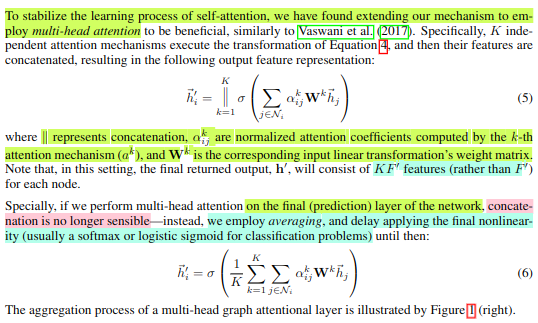 To stabilize the learning process of self-attention, we have found extending our mechanism to em-
ploy multi-head attention to be beneficial, similarly to Vaswani et al. (2017). Specifically, K inde-
pendent attention mechanisms execute the transformation of Equation 4, and then their features are
concatenated, resulting in the following output feature representation:
$$\vec{h}'_i = \Big\Vert_{k=1}^{K} \sigma \left( \sum_{j \in \mathcal{N}_i} \alpha_{ij}^k \mathbf{W}^k \vec{h}_j \right)$$ (5)
where ∥ represents concatenation, $\alpha_{ij}^k$ are normalized attention coefficients computed by the k-th
attention mechanism ($a^k$), and $\mathbf{W}^k$ is the corresponding input linear transformation's weight matrix.
Note that, in this setting, the final returned output, h′, will consist of KF′ features (rather than F′)
for each node.
Specially, if we perform multi-head attention on the final (prediction) layer of the network, concate-
nation is no longer sensible—instead, we employ averaging, and delay applying the final nonlinear-
ity (usually a softmax or logistic sigmoid for classification problems) until then:
$$\vec{h}'_i = \sigma \left( \frac{1}{K} \sum_{k=1}^{K} \sum_{j \in \mathcal{N}_i} \alpha_{ij}^k \mathbf{W}^k \vec{h}_j \right)$$ (6)
The aggregation process of a multi-head graph attentional layer is illustrated by Figure 1 (right).